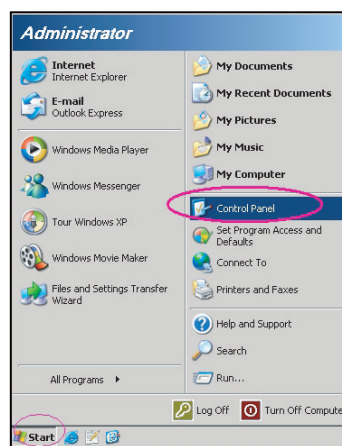 Administrator
Internet
Internet Explorer
E-mail
Outlook Express
Windows Media Player
Windows Messenger
Tour Windows XP
Windows Movie Maker
Files and Settings Transfer
Wizard
All Programs
My Documents
My Recent Documents
My Pictures
My Music
My Computer
Control Panel
Set Program Access and
Defaults
Connect To
Printers and Faxes
Help and Support
Search
Run...
Log Off
Turn Off Compute
Start